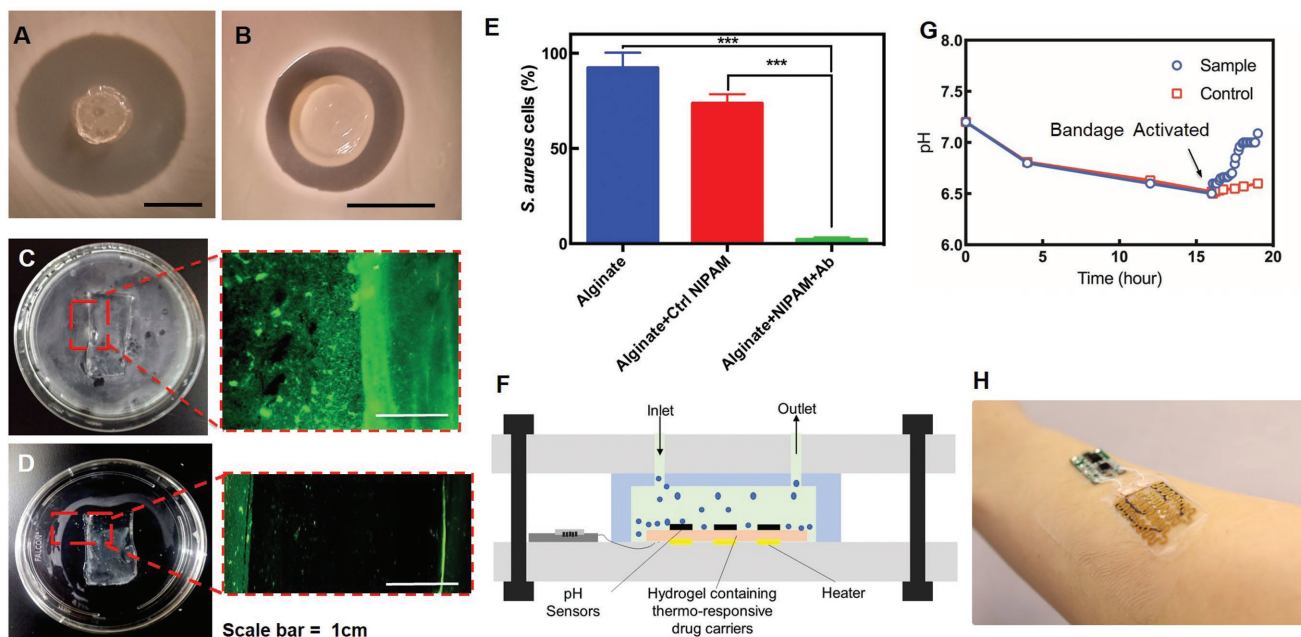 A
B
C
FALCON®
D
Scale bar = 1cm
E
S. aureus cells (%)
100
50
0
***
***
Alginate
Alginate+Ctrl NIPAM
Alginate+NIPAM+Ab
F
Inlet
Outlet
pH
Sensors
Hydrogel containing
thermo-responsive
drug carriers
Heater
G
pH
8.0
7.5
7.0
6.5
6.0
Sample
Control
Bandage Activated
0
5
10
15
20
Time (hour)
H